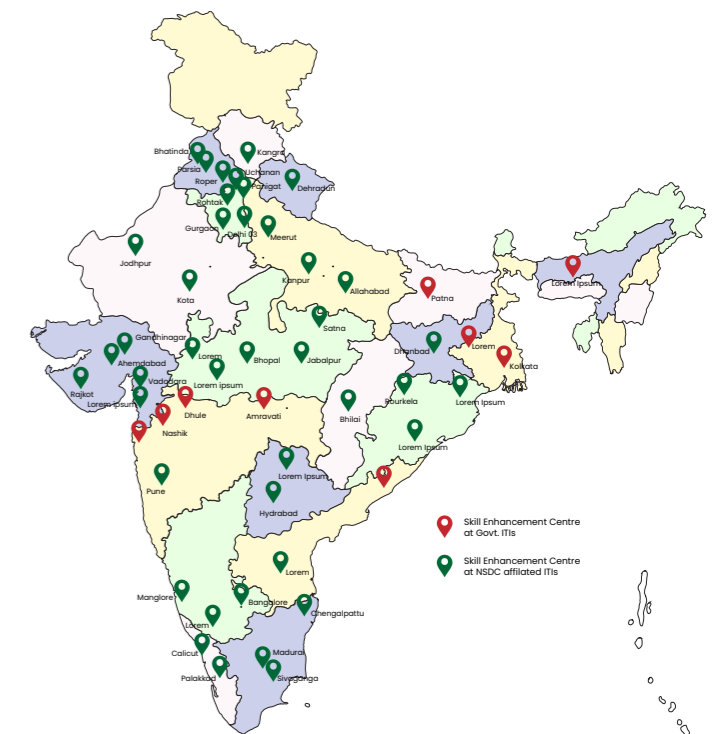 Bhatinda
Kangra
Parsia
Uchanan
Roper
Panigat
Dehradun
Rohtak
Gurgaon
Delhi 03
Meerut
Jodhpur
Kanpur
Lorem Ipsum
Kota
Allahabad
Patna
Satna
Gandhinagar
Lorem
Dhanbad
Lorem
Ahemdabad
Bhopal
Jabalpur
Kolkata
Vadodara
Lorem ipsum
Rajkot
Lorem Ipsum
Rourkela
Lorem Ipsum
Dhule
Amravati
Bhilai
Nashik
Lorem Ipsum
Lorem Ipsum
Pune
Hydrabad
Skill Enhancement Centre
at Govt. ITIs
Skill Enhancement Centre
at NSDC affilated ITIs
Lorem
Manglore
Bangalore
Chengalpattu
Lorem
Calicut
Madurai
Palakkad
Sivaganga